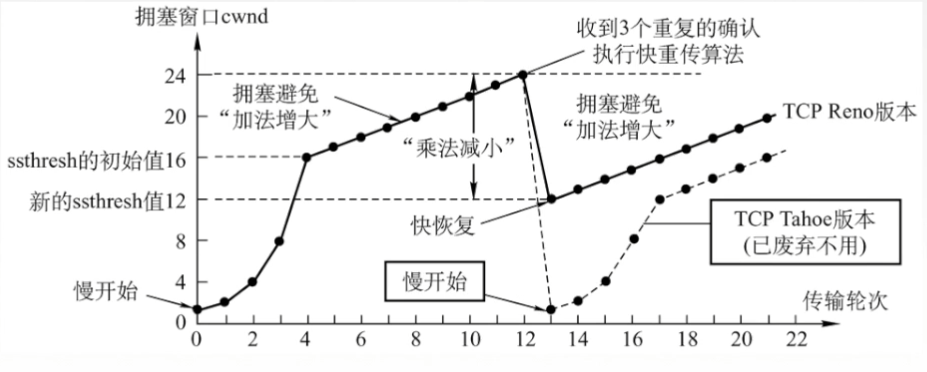 拥塞窗口cwnd
收到3个重复的确认
执行快重传算法
24
拥塞避免
“加法增大”
拥塞避免
“加法增大”
20
TCP Reno版本
“乘法减小”
ssthresh的初始值16
新的ssthresh值12
快恢复
TCP Tahoe版本
(已废弃不用)
8
慢开始
慢开始
4
传输轮次
0
0 2 4 6 8 10 12 14 16 18 20 22